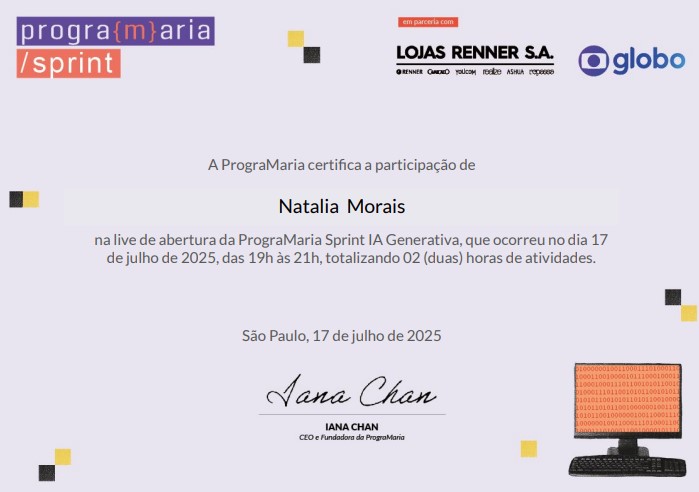 progra{m}aria
/sprint
em parceria com
LOJAS RENNER S.A.
RENNER CAMICADO YOUCOM realize ASHUA repassa
globo
A PrograMaria certifica a participação de
Natalia Morais
na live de abertura da PrograMaria Sprint IA Generativa, que ocorreu no dia 17
de julho de 2025, das 19h às 21h, totalizando 02 (duas) horas de atividades.
São Paulo, 17 de julho de 2025
Iana Chan
IANA CHAN
CEO e Fundadora da PrograMaria